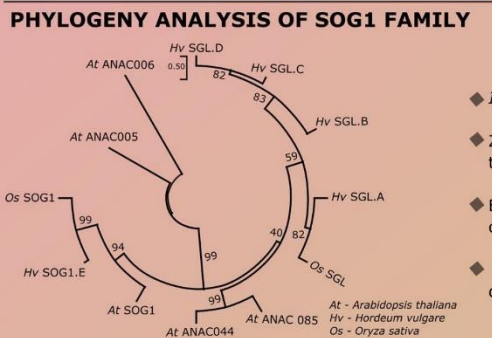 PHYLOGENY ANALYSIS OF SOG1 FAMILY
Hv SGL.D
0.50
82
Hv SGL.C
At ANAC006
83
Hv SGL.B
At ANAC005
59
Os SOG1
Hv SGL.A
99
40
82
94
99
Os SGL
Hv SOG1.E
99
At SOG1
At ANAC 085
At ANAC044
At - Arabidopsis thaliana
Hv - Hordeum vulgare
Os - Oryza sativa